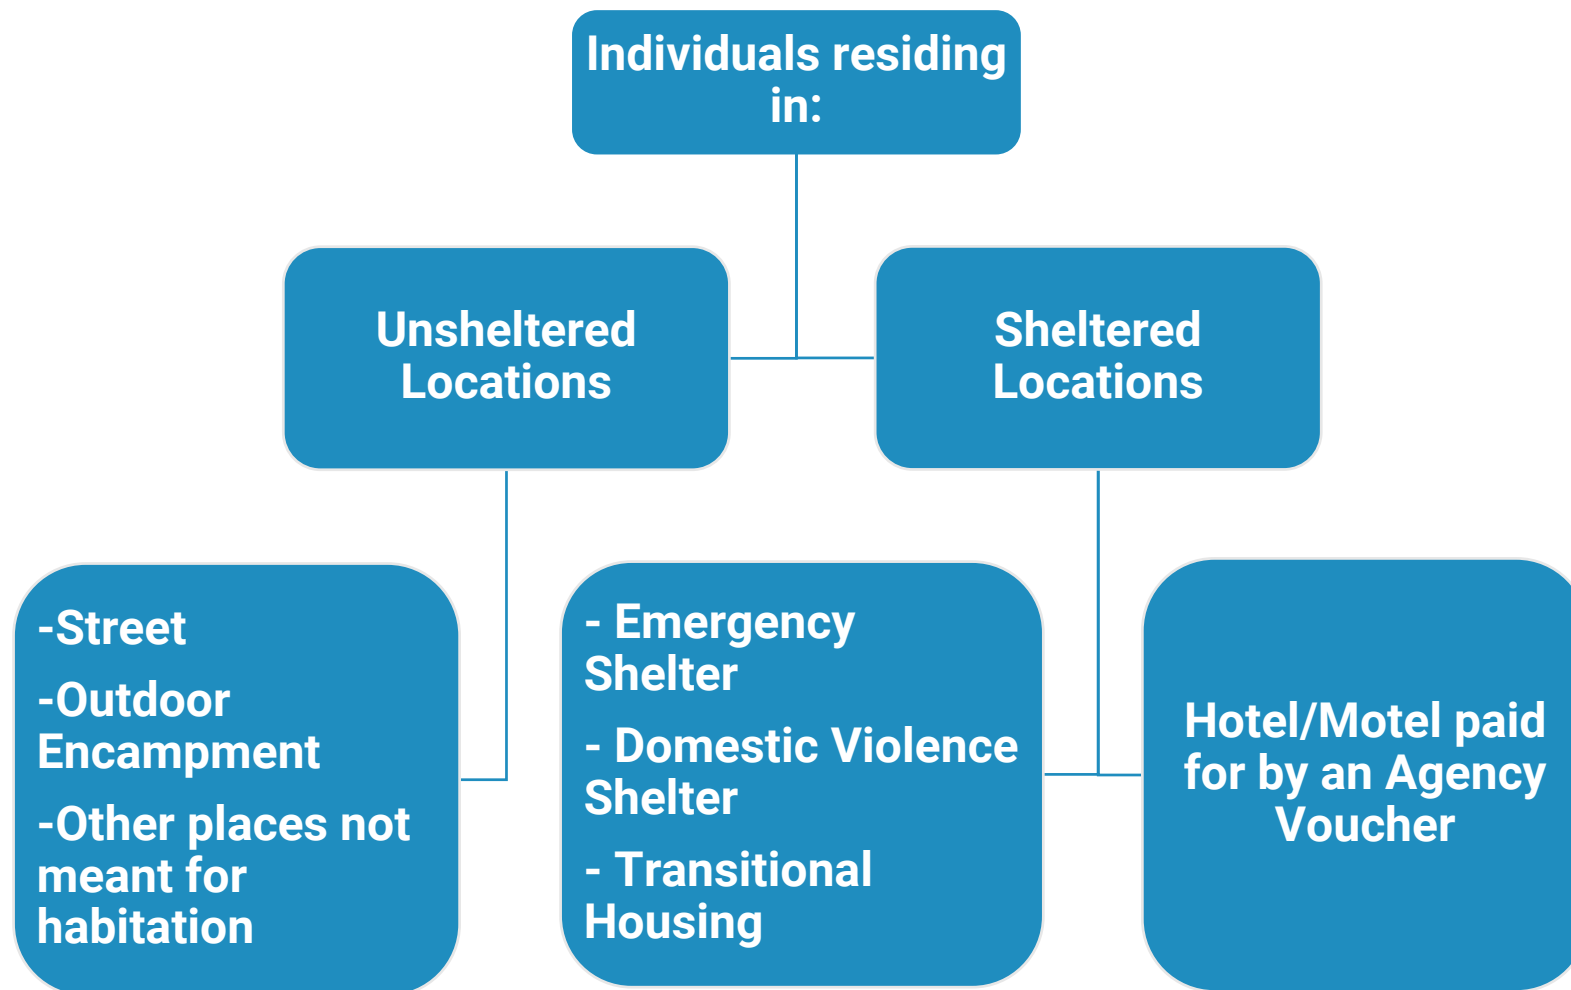 Individuals residing
in:
Unsheltered
Locations
Sheltered
Locations
-Street
-Outdoor
Encampment
-Other places not
meant for
habitation
- Emergency
Shelter
- Domestic Violence
Shelter
- Transitional
Housing
Hotel/Motel paid
for by an Agency
Voucher